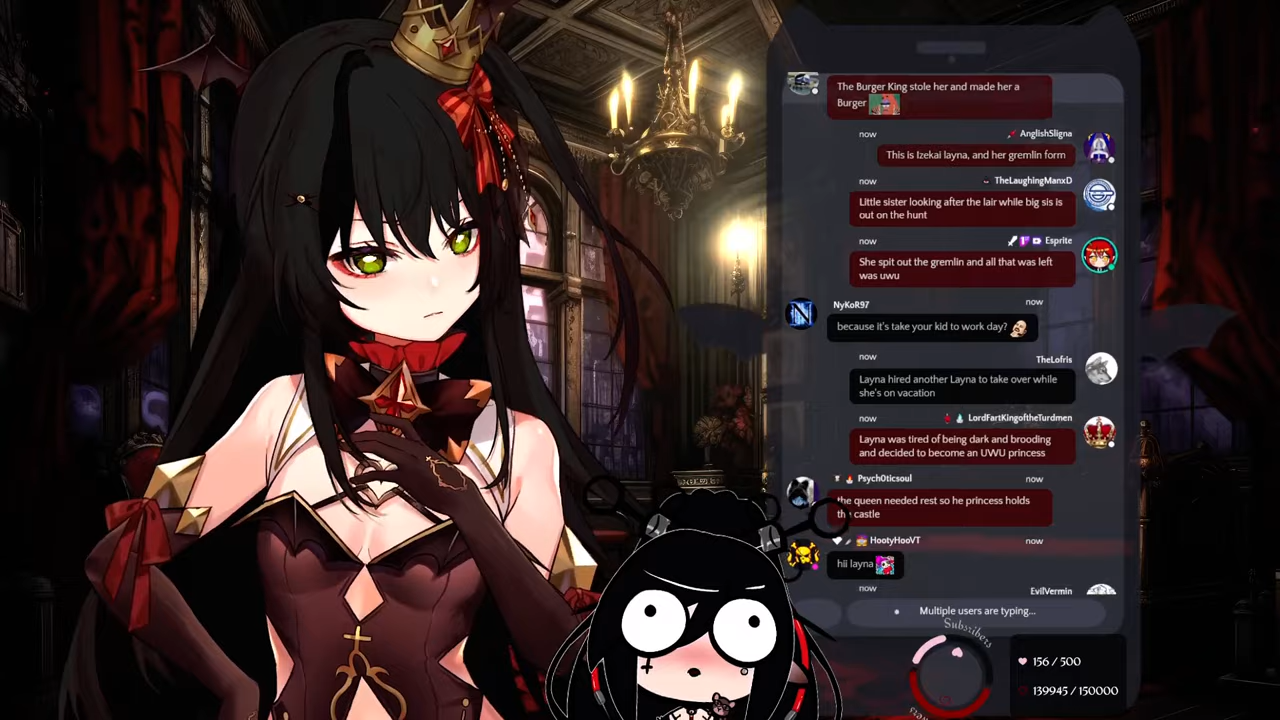 The Burger King stole her and made her a
Burger
now
AnglishSligna
This is Izekai layna, and her gremlin form
now
TheLaughingManxD
Little sister looking after the lair while big sis is
out on the hunt
now
Esprite
She spit out the gremlin and all that was left
was uwu
NyKoR97
now
because it's take your kid to work day?
now
TheLofris
Layna hired another Layna to take over while
she's on vacation
now
LordFartKingoftheTurdmen
Layna was tired of being dark and brooding
and decided to become an UWU princess
PsychOticsoul
now
the queen needed rest so he princess holds
the castle
HootyHooVT
now
hii layna
now
EvilVermin
Multiple users are typing...
Subscribers
156 / 500
139945 / 150000